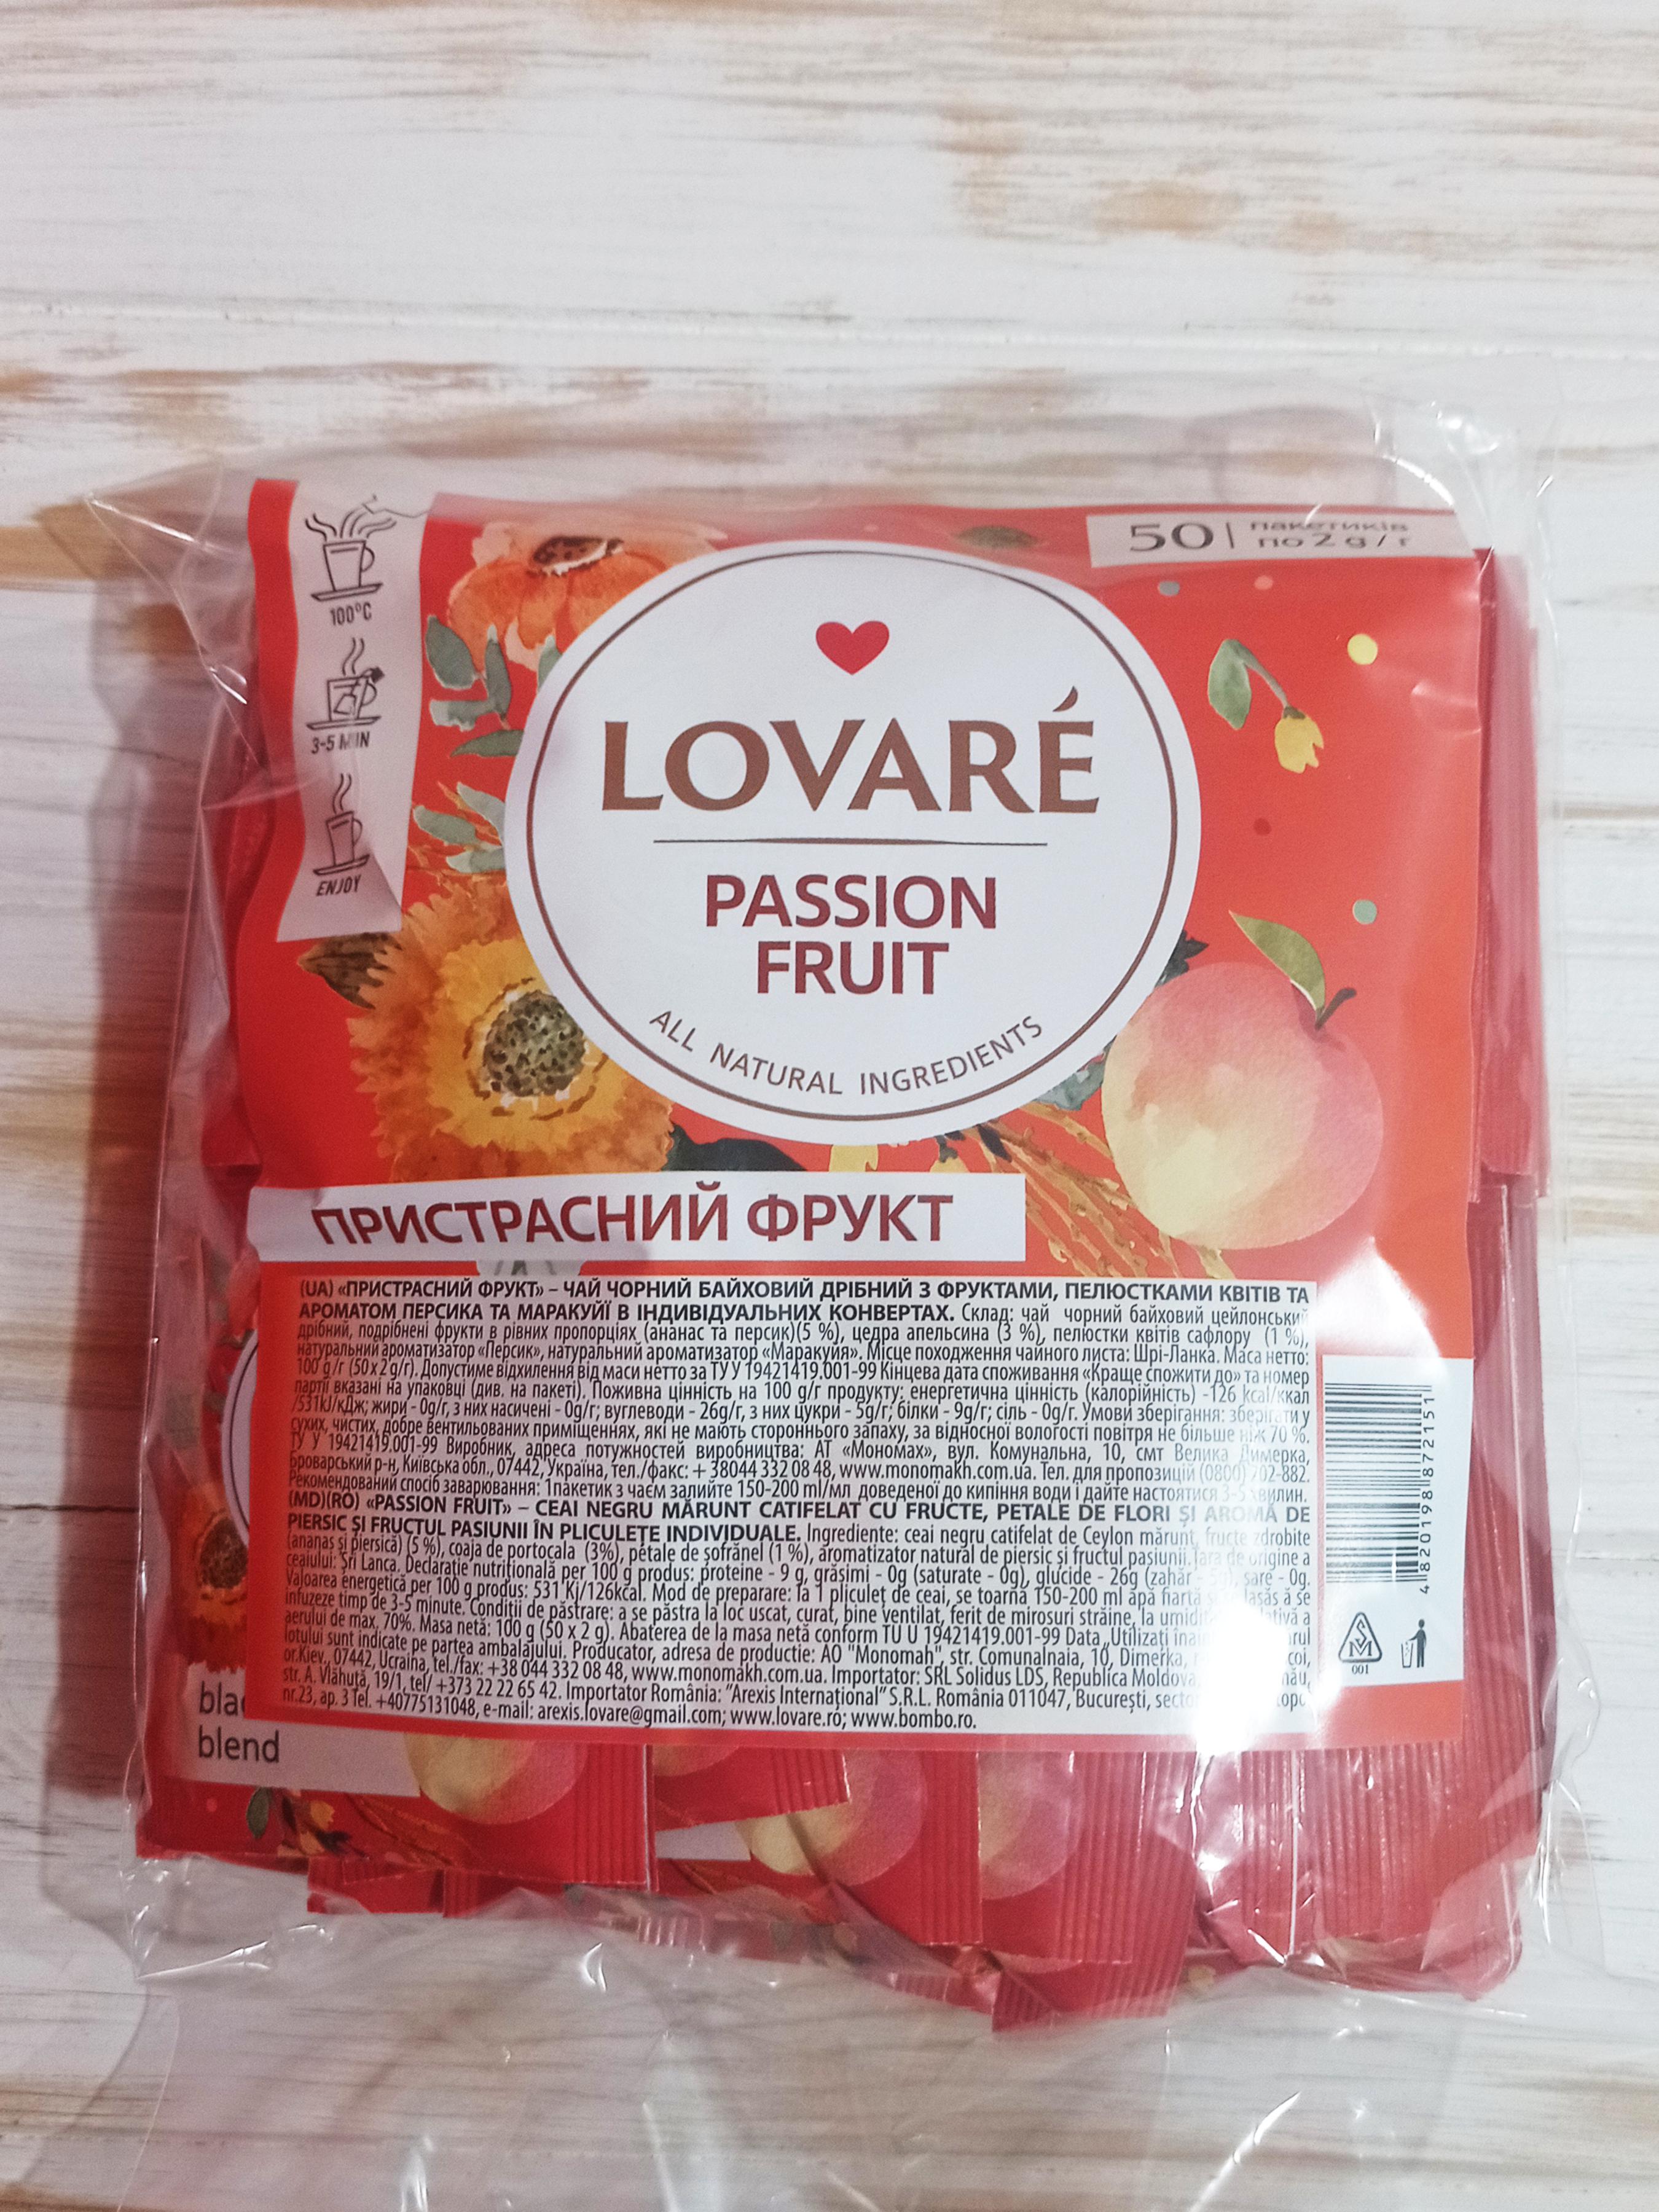 50 | пакетиків
по 2 g / г
100°C
3-5 MIN
ENJOY
LOVARÉ
PASSION
FRUIT
ALL NATURAL INGREDIENTS
ПРИСТРАСНИЙ ФРУКТ
(UA) «ПРИСТРАСНИЙ ФРУКТ» – ЧАЙ ЧОРНИЙ БАЙХОВИЙ ДРІБНИЙ З ФРУКТАМИ, ПЕЛЮСТКАМИ КВІТІВ ТА
АРОМАТОМ ПЕРСИКА ТА МАРАКУЙЇ В ІНДИВІДУАЛЬНИХ КОНВЕРТАХ. Склад: чай чорний байховий цейлонський
дрібний, подрібнені фрукти в рівних пропорціях (ананас та персик)(5 %), цедра апельсина (3 %), пелюстки квітів сафлору (1 %),
натуральний ароматизатор «Персик», натуральний ароматизатор «Маракуйя». Місце походження чайного листа: Шрі-Ланка. Маса нетто:
100 g/г (50 x 2 g/г). Допустиме відхилення від маси нетто за ТУ У 19421419.001-99 Кінцева дата споживання «Краще спожити до» та номер
партії вказані на упаковці (див. на пакеті). Поживна цінність на 100 g/г продукту: енергетична цінність (калорійність) -126 kcal/ккал
/531kJ/кДж; жири - 0g/г, з них насичені - 0g/г; вуглеводи - 26g/г, з них цукри - 5g/г; білки - 9g/г; сіль - 0g/г. Умови зберігання: зберігати у
сухих, чистих, добре вентильованих приміщеннях, які не мають стороннього запаху, за відносної вологості повітря не більше ніж 70 %.
ТУ У 19421419.001-99 Виробник, адреса потужностей виробництва: АТ «Мономах», вул. Комунальна, 10, смт Велика Димерка,
Броварський р-н, Київська обл., 07442, Україна, тел./факс: + 38044 332 08 48, www.monomakh.com.ua. Тел. для пропозицій (0800) 702-882.
Рекомендований спосіб заварювання: 1пакетик з чаєм залийте 150-200 ml/мл доведеної до кипіння води і дайте настоятися 3-5 хвилин.
(MD)(RO) «PASSION FRUIT» – CEAI NEGRU MĂRUNT CATIFELAT CU FRUCTE, PETALE DE FLORI ȘI AROMĂ DE
PIERSIC ȘI FRUCTUL PASIUNII ÎN PLICULEȚE INDIVIDUALE. Ingrediente: ceai negru catifelat de Ceylon mărunt, fructe zdrobite
(ananas și piersică) (5 %), coaja de portocala (3%), petale de șofrănel (1 %), aromatizator natural de piersic și fructul pasiunii. Țara de origine a
ceaiului: Șri Lanca. Declarație nutrițională per 100 g produs: proteine - 9 g, grăsimi - 0g (saturate - 0g), glucide - 26g (zahăr - 5g), sare - 0g.
Valoarea energetică per 100 g produs: 531 Kj/126kcal. Mod de preparare: la 1 pliculeț de ceai, se toarnă 150-200 ml apă fiartă lasăs ă se
infuzeze timp de 3-5 minute. Condiții de păstrare: a se păstra la loc uscat, curat, bine ventilat, ferit de mirosuri străine, la
aerului de max. 70%. Masa netă: 100 g (50 x 2 g). Abaterea de la masa netă conform TU U 19421419.001-99 Data „Utilizați
lotului sunt indicate pe partea ambalajului. Producator, adresa de productie: AO "Monomah", str. Comunalnaia, 10, Dimerka,
or.Kiev., 07442, Ucraina, tel./fax: +38 044 332 08 48, www.monomakh.com.ua. Importator: SRL Solidus LDS, Republica Moldova,
str. A. Vlăhuță, 19/1, tel/ +373 22 22 65 42. Importator România: "Arexis Internațional" S.R.L. România 011047, București,
nr.23, ap. 3 Tel. +40775131048, e-mail: arexis.lovare@gmail.com; www.lovare.ro; www.bombo.ro.
4 820198 872151
001
blend